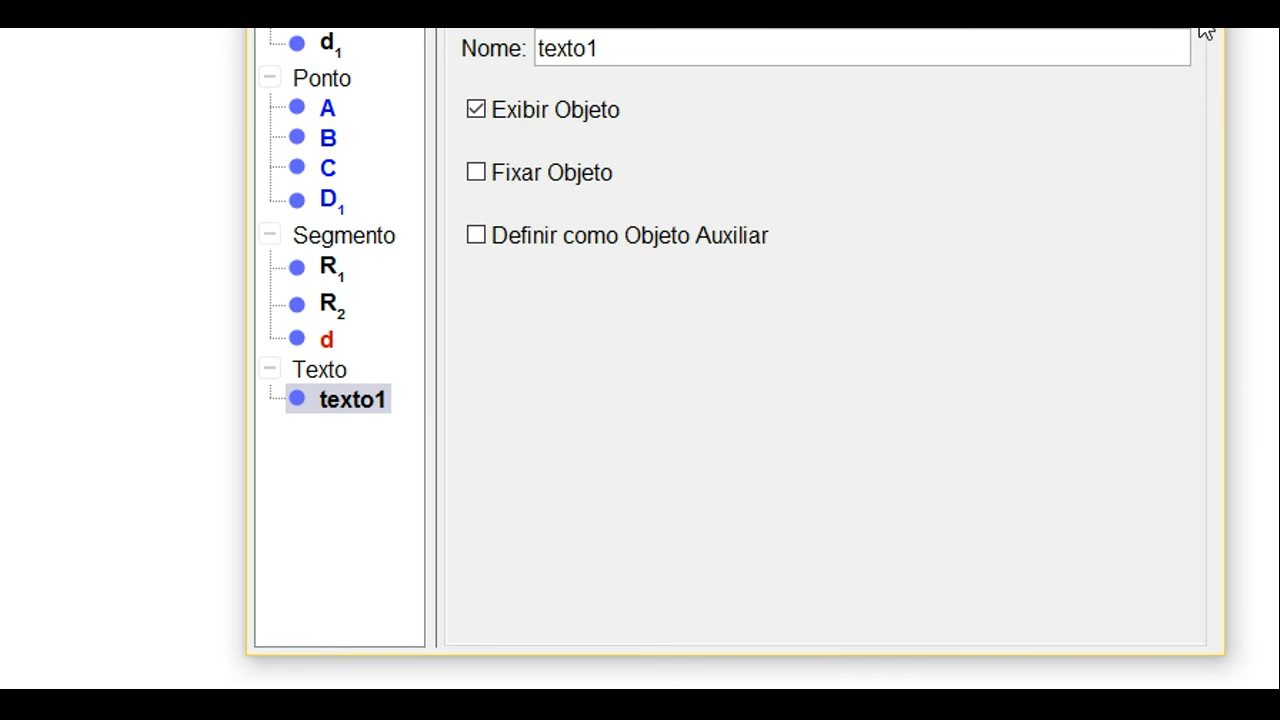 d1
Ponto
A
B
C
D1
Segmento
R1
R2
d
Texto
texto1
Nome: texto1
Exibir Objeto
Fixar Objeto
Definir como Objeto Auxiliar